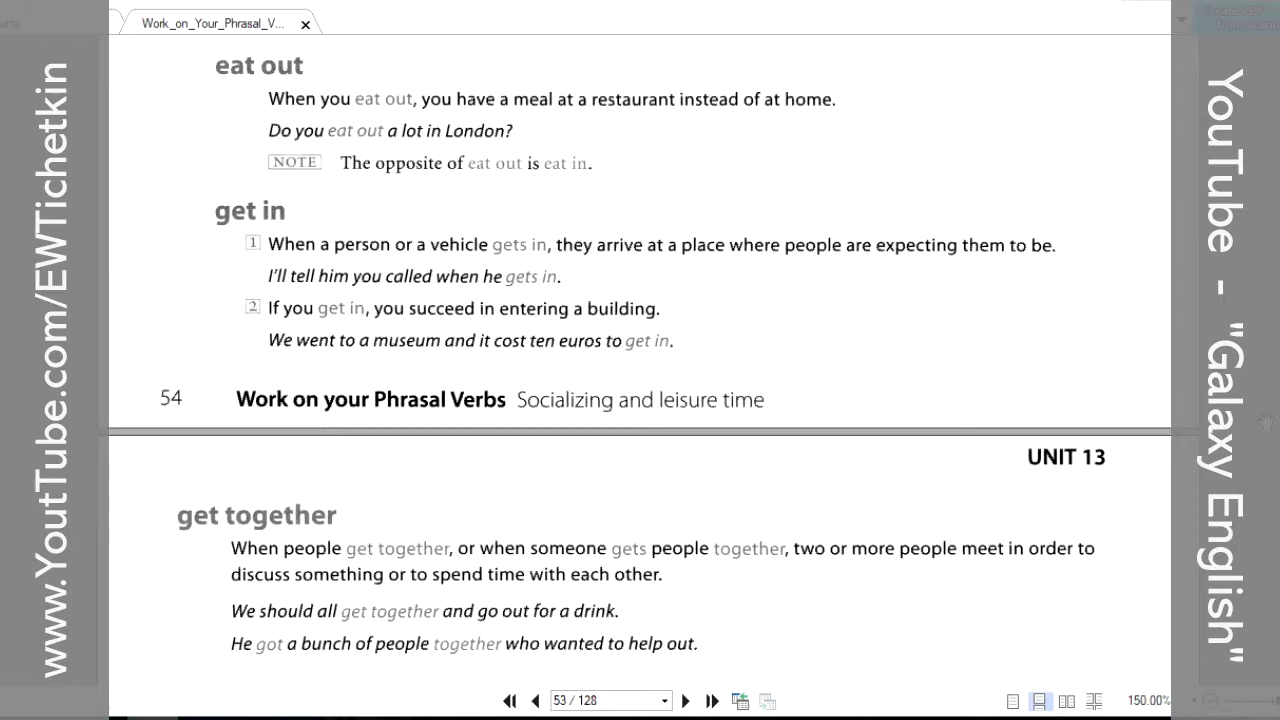 Work_on_Your_Phrasal_V...
www.YoutTube.com/EWTichetkin
YouTube - "Galaxy English"
eat out
When you eat out, you have a meal at a restaurant instead of at home.
Do you eat out a lot in London?
NOTE The opposite of eat out is eat in.
get in
1 When a person or a vehicle gets in, they arrive at a place where people are expecting them to be.
I'll tell him you called when he gets in.
2 If you get in, you succeed in entering a building.
We went to a museum and it cost ten euros to get in.
54 Work on your Phrasal Verbs Socializing and leisure time
UNIT 13
get together
When people get together, or when someone gets people together, two or more people meet in order to
discuss something or to spend time with each other.
We should all get together and go out for a drink.
He got a bunch of people together who wanted to help out.
53 / 128
150.00%